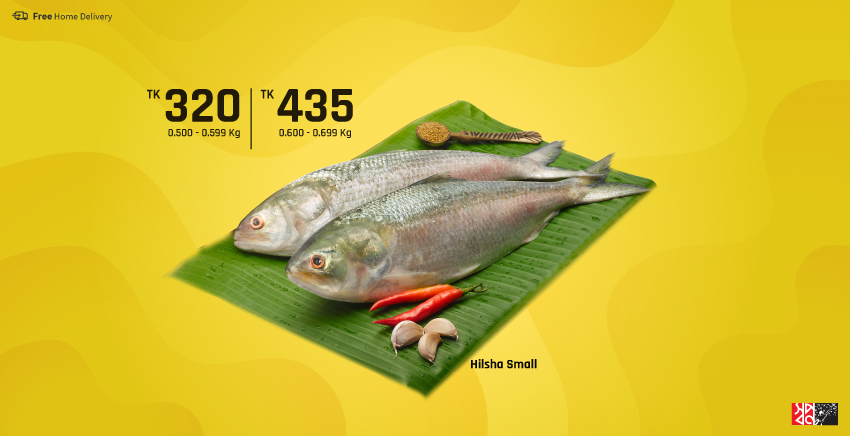 Free Home Delivery
TK 320
0.500 - 0.599 Kg
TK 435
0.600 - 0.699 Kg
Hilsha Small